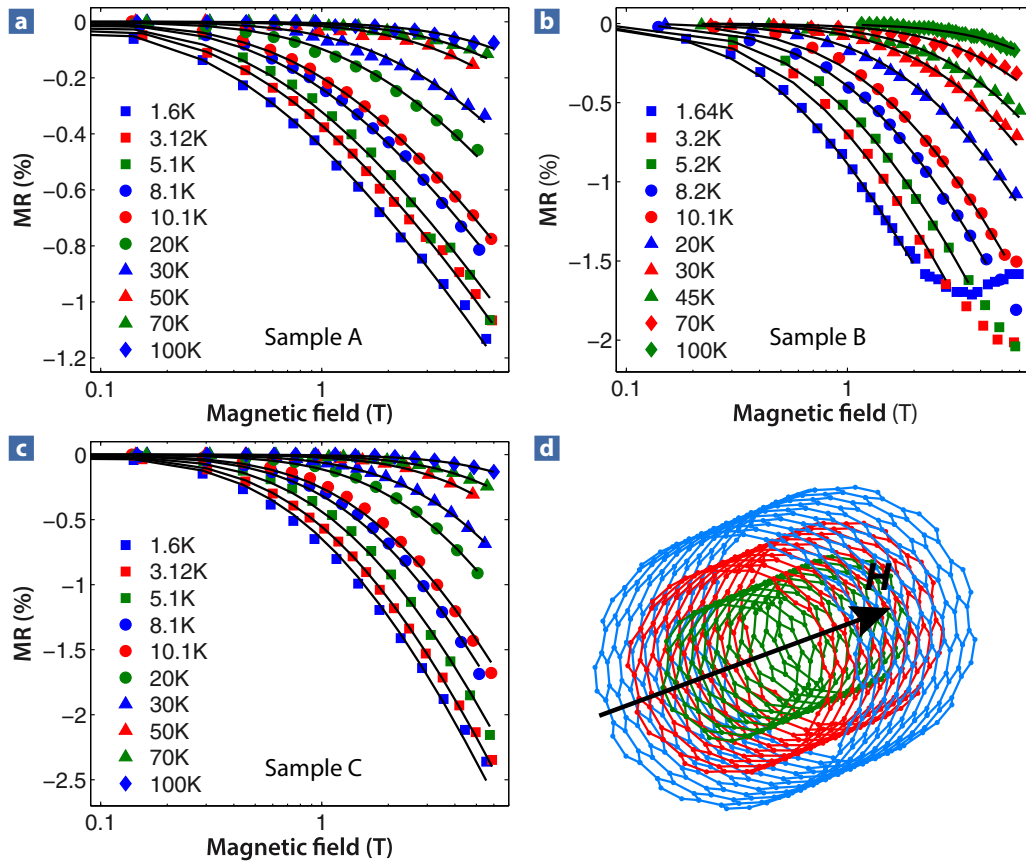 a
0
−0.2
−0.4
−0.6
−0.8
−1
−1.2
MR (%)
1.6K
3.12K
5.1K
8.1K
10.1K
20K
30K
50K
70K
100K
Sample A
0.1
1
Magnetic field (T)
b
0
−0.5
−1
−1.5
−2
MR (%)
1.64K
3.2K
5.2K
8.2K
10.1K
20K
30K
45K
70K
100K
Sample B
0.1
1
Magnetic field (T)
c
0
−0.5
−1
−1.5
−2
−2.5
MR (%)
1.6K
3.12K
5.1K
8.1K
10.1K
20K
30K
50K
70K
100K
Sample C
0.1
1
Magnetic field (T)
d
H